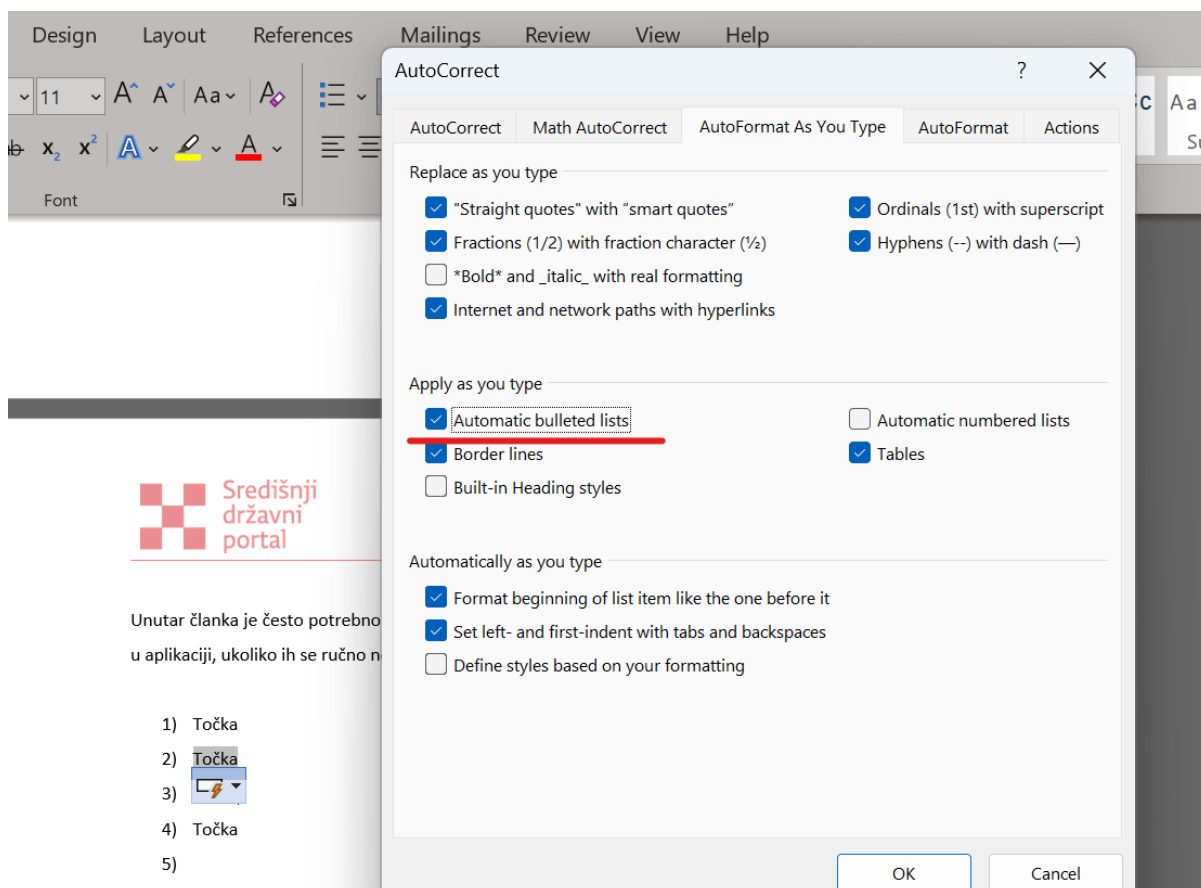 Design Layout References Mailings Review View Help
AutoCorrect ? ✕
11 Aa
AutoCorrect Math AutoCorrect AutoFormat As You Type AutoFormat Actions
Font
Replace as you type
"Straight quotes" with “smart quotes” Ordinals (1st) with superscript
Fractions (1/2) with fraction character (½) Hyphens (--) with dash (—)
*Bold* and _italic_ with real formatting
Internet and network paths with hyperlinks
Apply as you type
Automatic bulleted lists Automatic numbered lists
Border lines Tables
Built-in Heading styles
Automatically as you type
Format beginning of list item like the one before it
Set left- and first-indent with tabs and backspaces
Define styles based on your formatting
OK Cancel
Središnji
državni
portal
Unutar članka je često potrebno
u aplikaciji, ukoliko ih se ručno
1) Točka
2) Točka
3)
4) Točka
5)